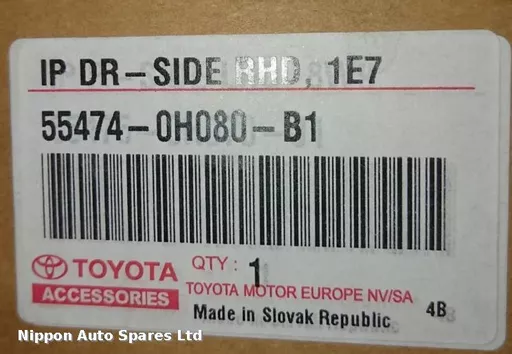 IP DR-SIDE RHD, 1E7
55474-0H080-B1
TOYOTA
ACCESSORIES
QTY : 1
TOYOTA MOTOR EUROPE NV/SA
Made in Slovak Republic 4B
Nippon Auto Spares Ltd